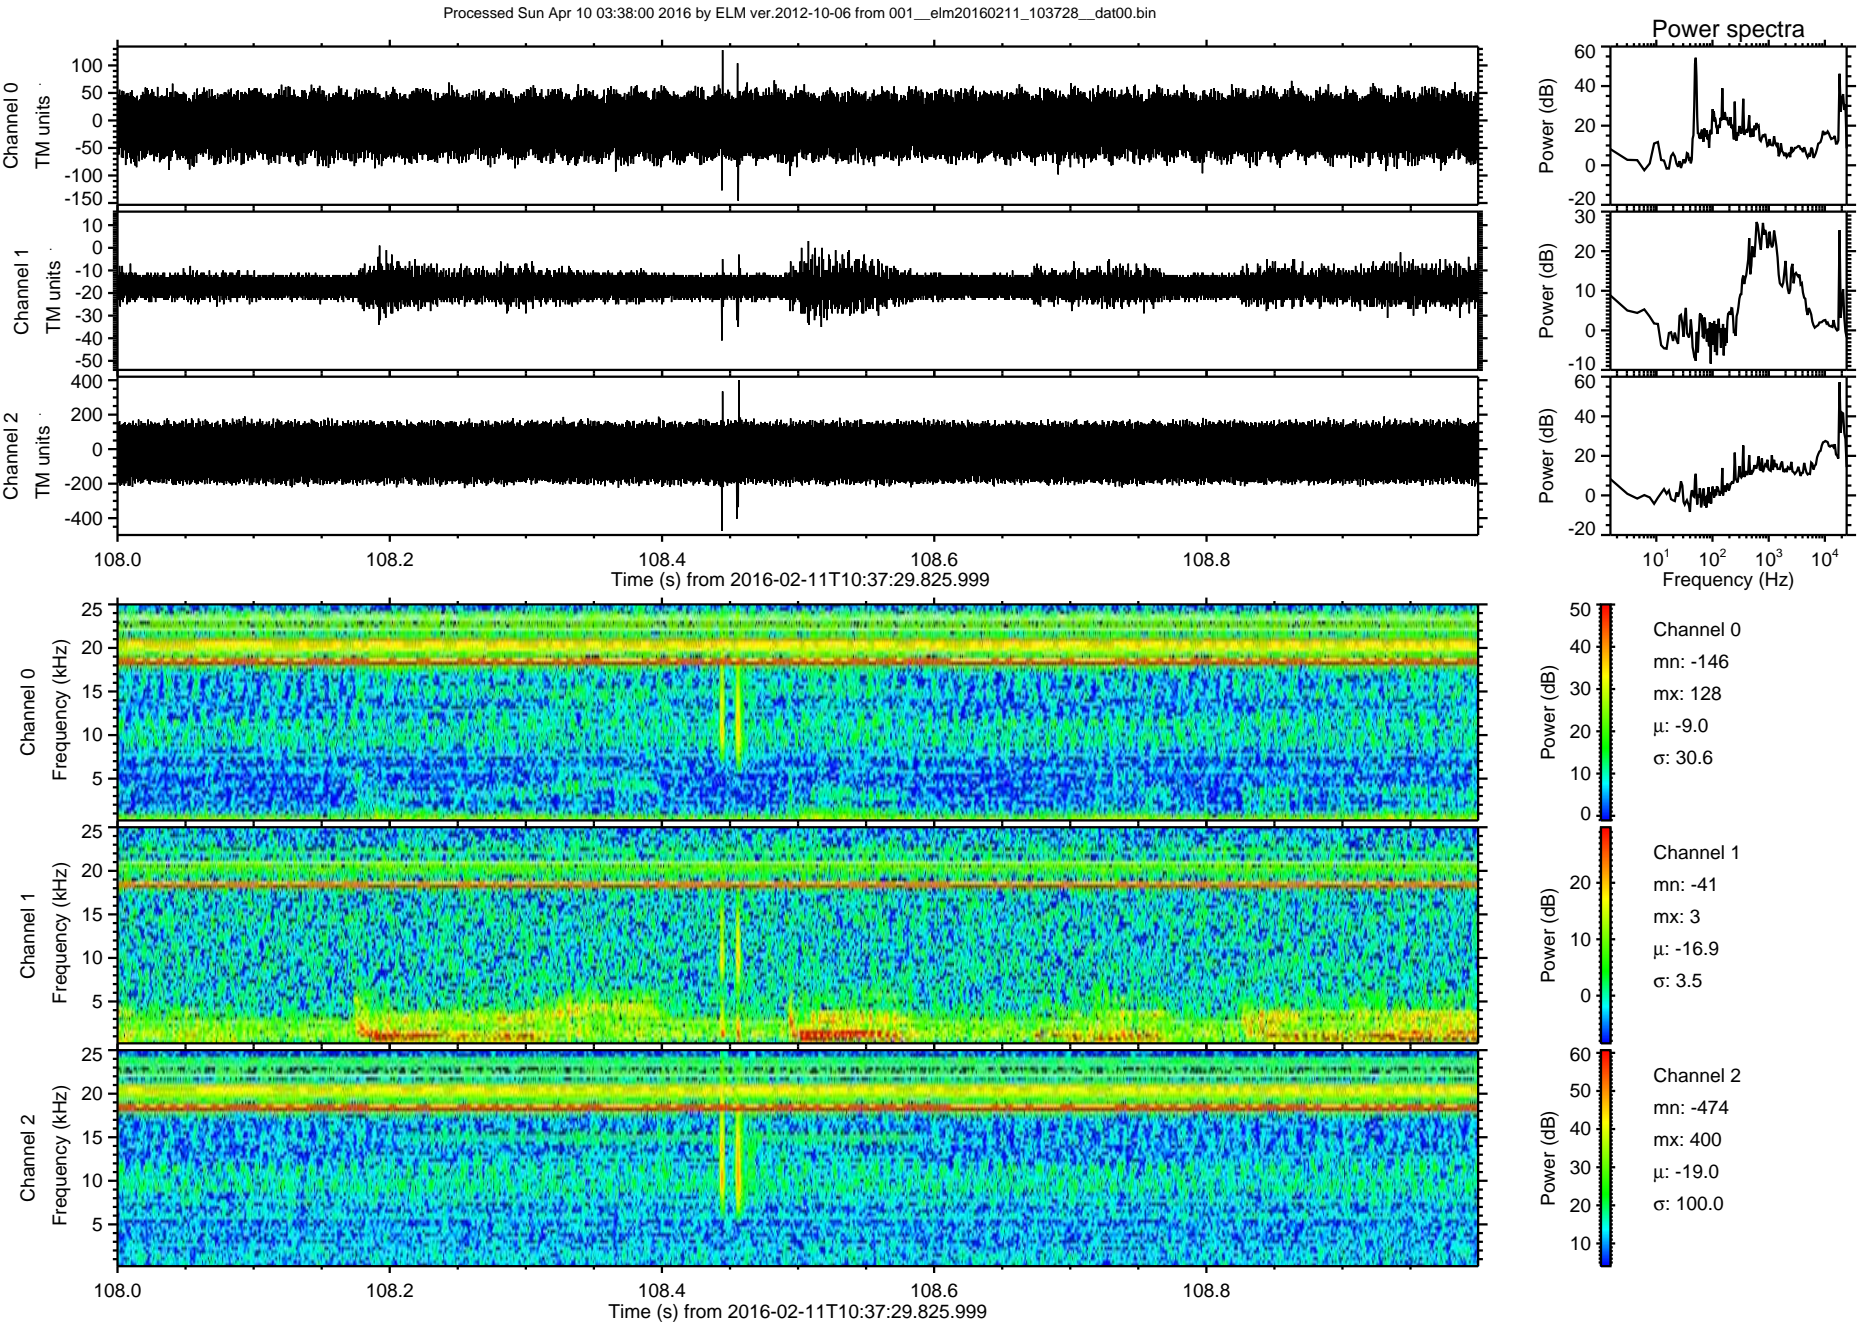 Processed Sun Apr 10 03:38:00 2016 by ELM ver.2012-10-06 from 001__elm20160211_103728__dat00.bin
Power spectra
Channel 0
TM units
100
50
0
-50
-100
-150
Power (dB)
60
40
20
0
-20
Channel 1
TM units
10
0
-10
-20
-30
-40
-50
Power (dB)
30
20
10
0
-10
Channel 2
TM units
400
200
0
-200
-400
Power (dB)
60
40
20
0
-20
108.0 108.2 108.4 108.6 108.8
Time (s) from 2016-02-11T10:37:29.825.999
10¹ 10² 10³ 10⁴
Frequency (Hz)
Channel 0
Frequency (kHz)
25
20
15
10
5
Power (dB)
50
40
30
20
10
0
Channel 0
mn: -146
mx: 128
μ: -9.0
σ: 30.6
Channel 1
Frequency (kHz)
25
20
15
10
5
Power (dB)
20
10
0
Channel 1
mn: -41
mx: 3
μ: -16.9
σ: 3.5
Channel 2
Frequency (kHz)
25
20
15
10
5
Power (dB)
60
50
40
30
20
10
Channel 2
mn: -474
mx: 400
μ: -19.0
σ: 100.0
108.0 108.2 108.4 108.6 108.8
Time (s) from 2016-02-11T10:37:29.825.999